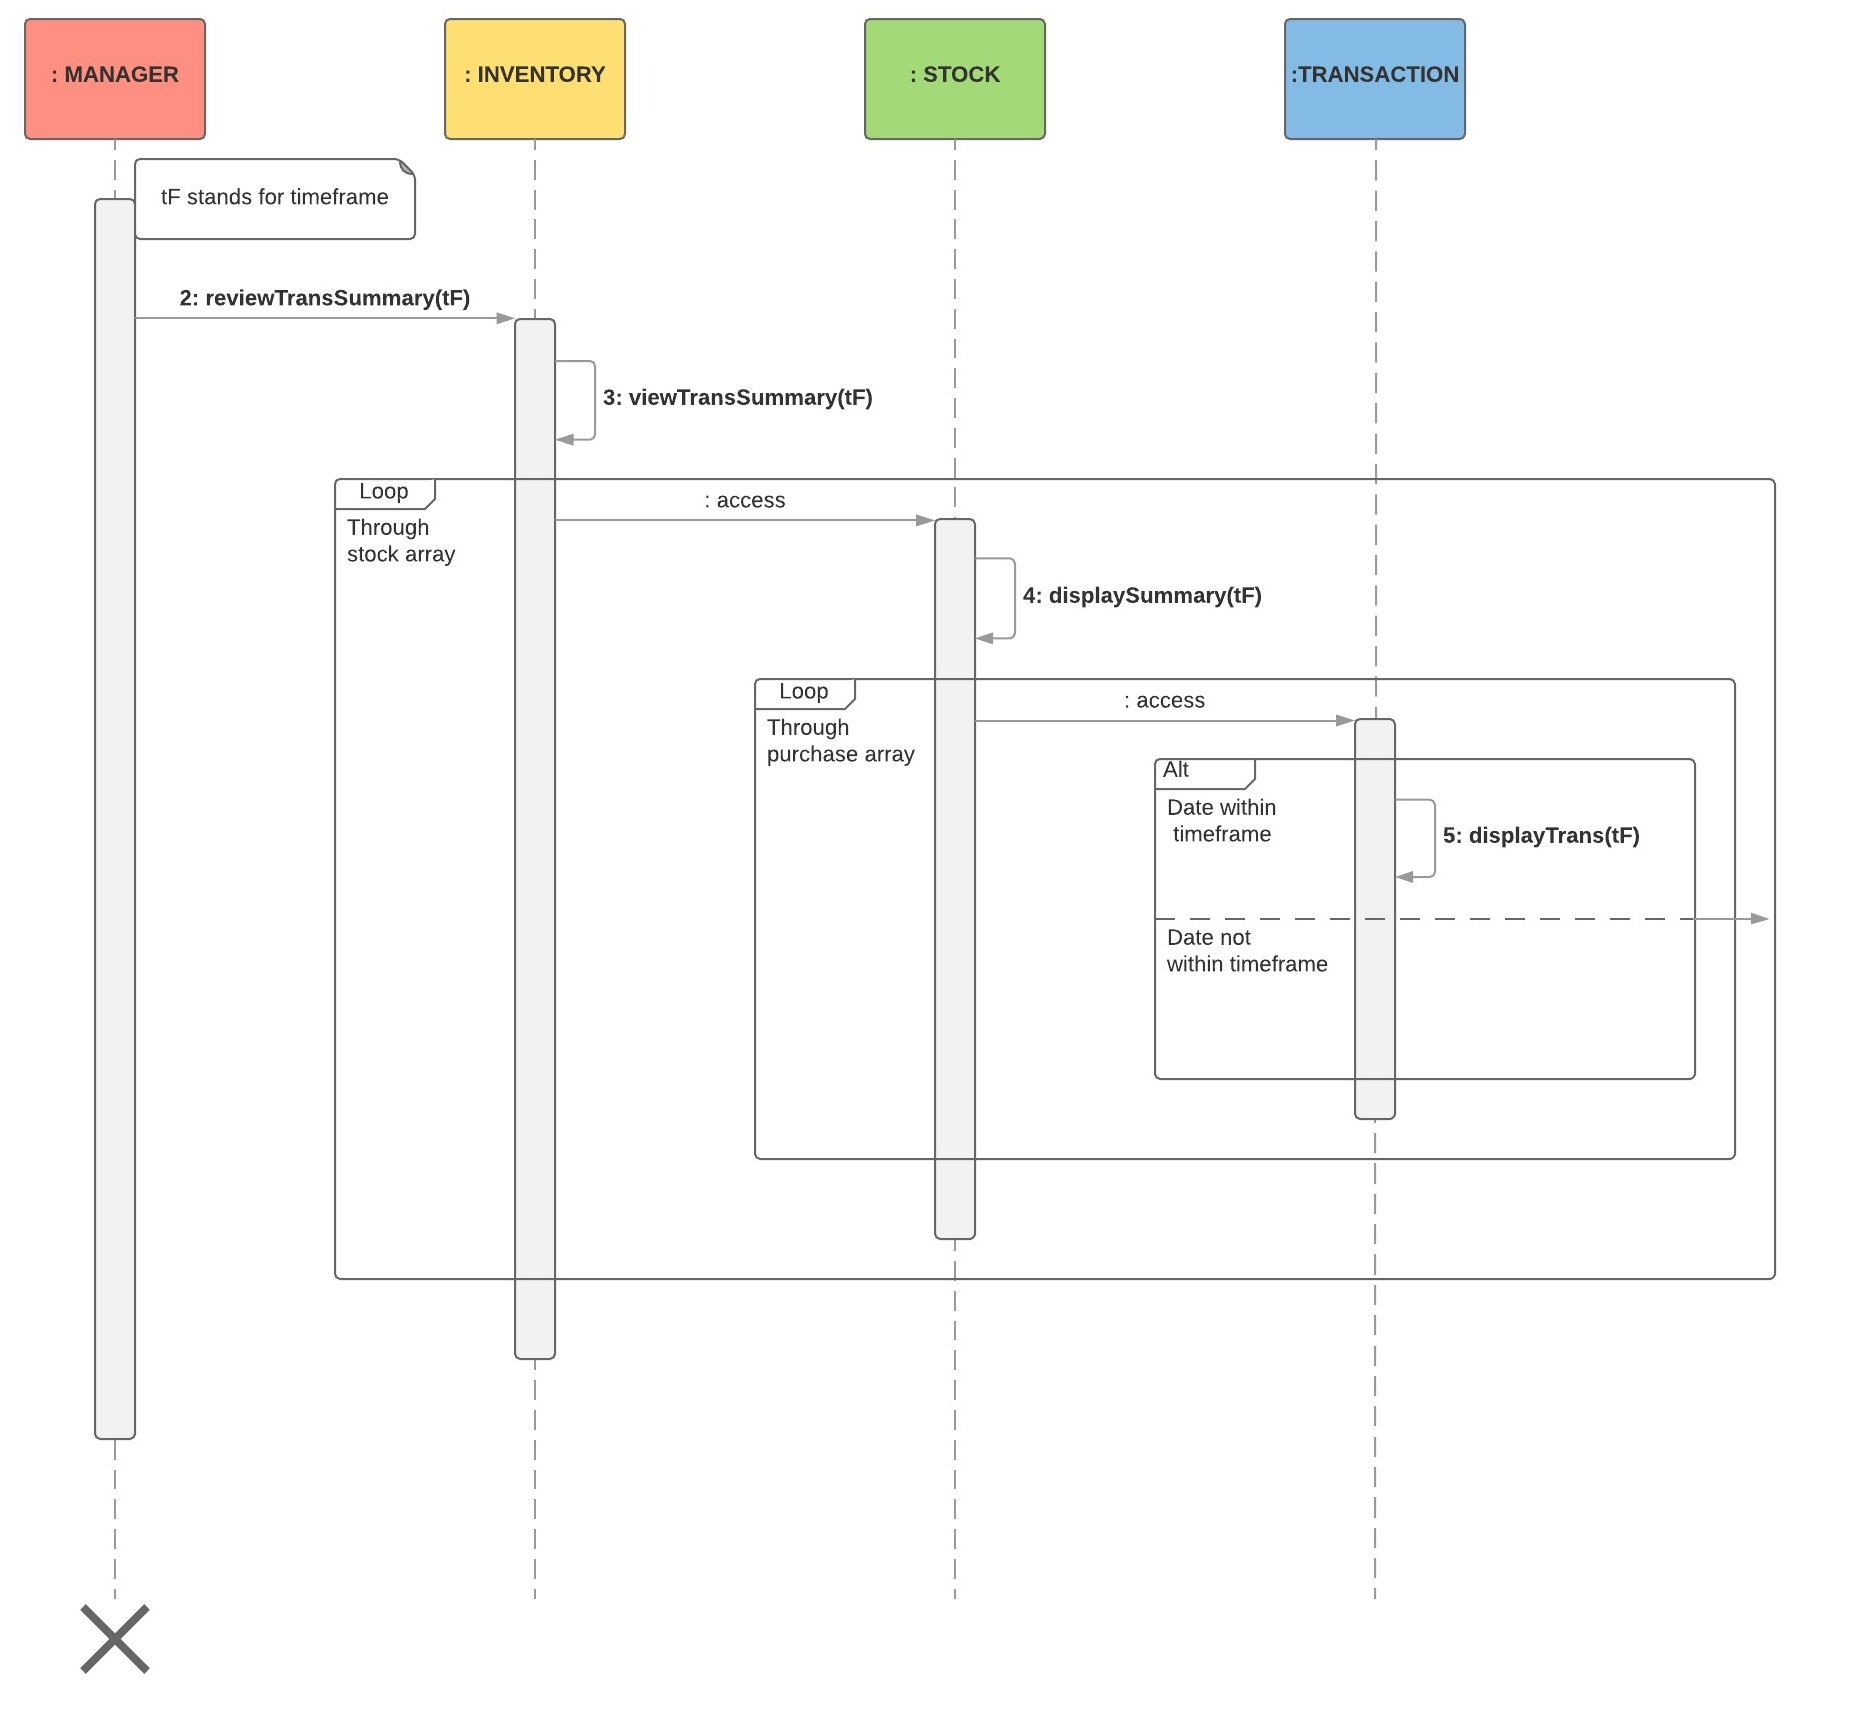 : MANAGER
: INVENTORY
: STOCK
:TRANSACTION
tF stands for timeframe
2: reviewTransSummary(tF)
3: viewTransSummary(tF)
Loop
: access
Through
stock array
4: displaySummary(tF)
Loop
: access
Through
purchase array
Alt
Date within
timeframe
5: displayTrans(tF)
Date not
within timeframe